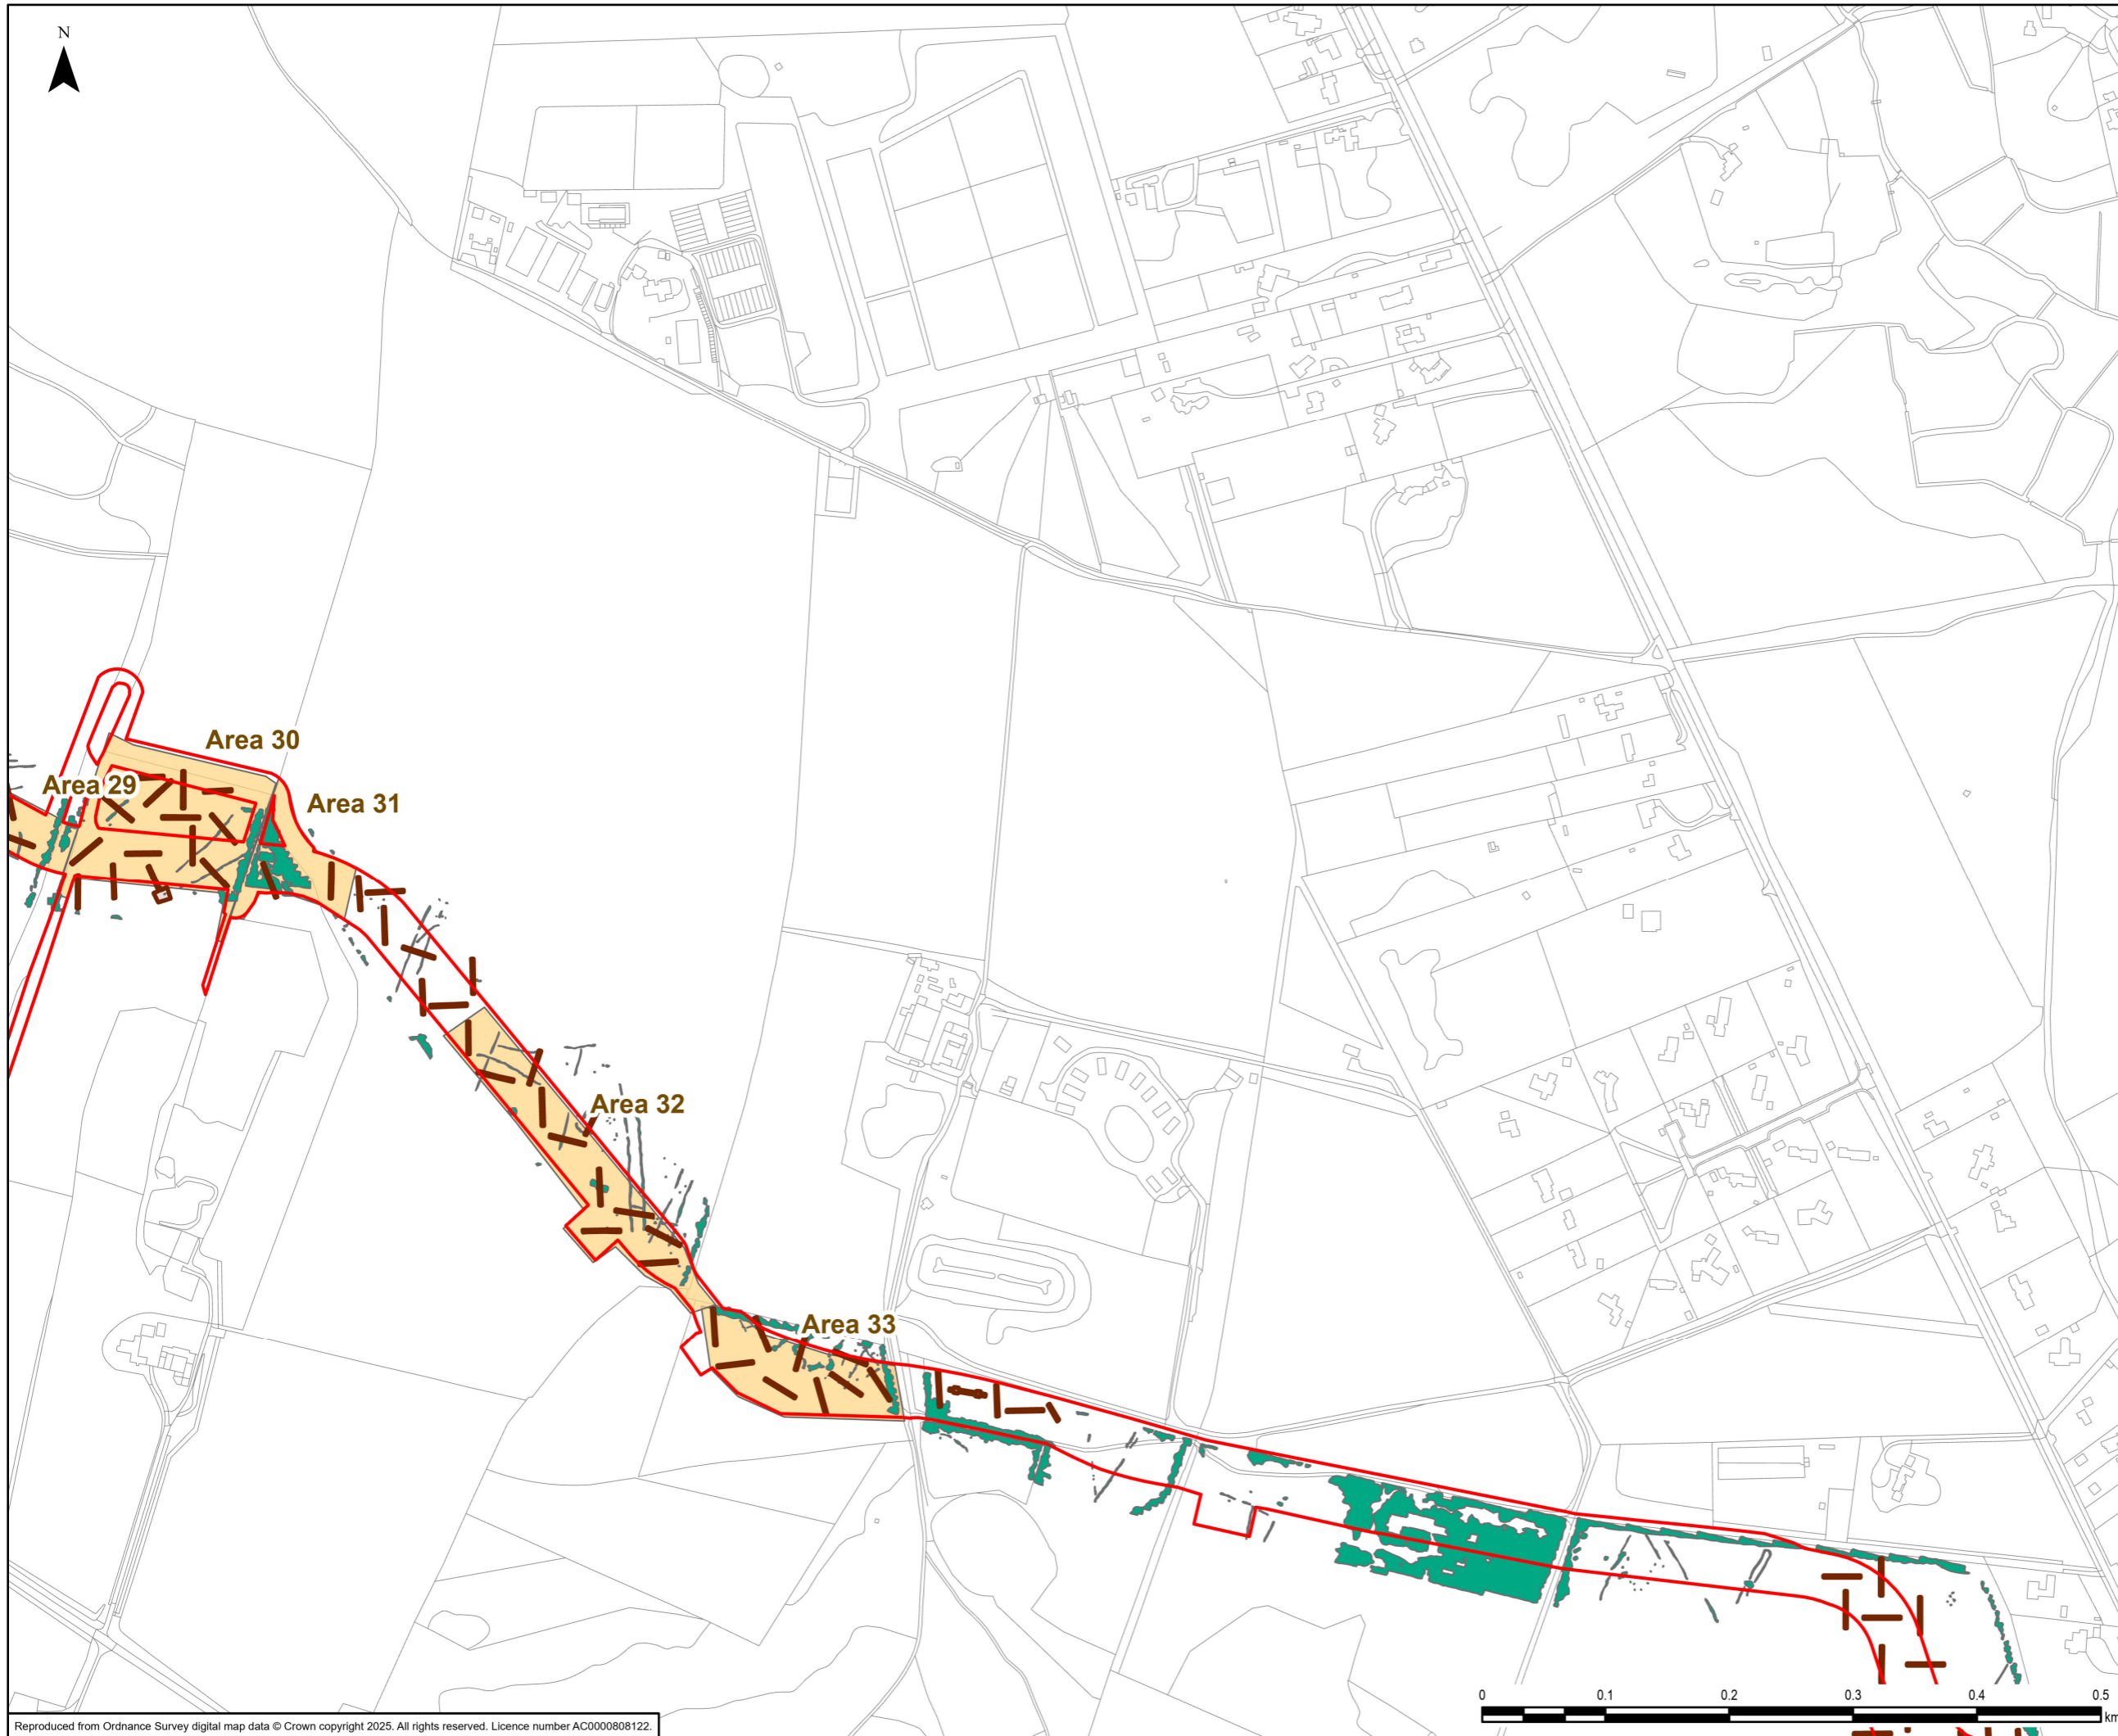 N
Area 30
Area 29
Area 31
Area 32
Area 33
0 0.1 0.2 0.3 0.4 0.5
km
Reproduced from Ordnance Survey digital map data © Crown copyright 2025. All rights reserved. Licence number AC0000808122.